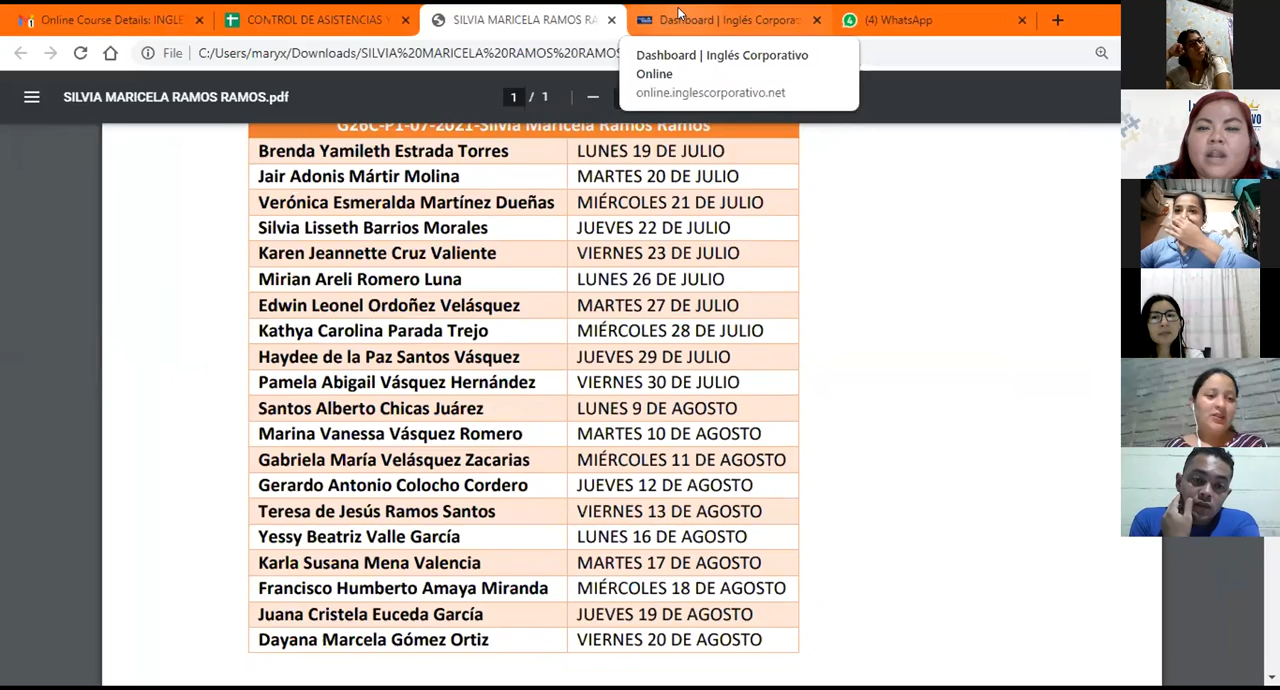 Online Course Details: INGLE
CONTROL DE ASISTENCIAS Y
SILVIA MARICELA RAMOS RA
Dashboard | Inglés Corporat
(4) WhatsApp
File C:/Users/maryx/Downloads/SILVIA%20MARICELA%20RAMOS%20RAMOS
Dashboard | Inglés Corporativo
Online
online.inglescorporativo.net
SILVIA MARICELA RAMOS RAMOS.pdf
1 / 1
G26C-P1-07-2021-Silvia Maricela Ramos Ramos
Brenda Yamileth Estrada Torres LUNES 19 DE JULIO
Jair Adonis Mártir Molina MARTES 20 DE JULIO
Verónica Esmeralda Martínez Dueñas MIÉRCOLES 21 DE JULIO
Silvia Lisseth Barrios Morales JUEVES 22 DE JULIO
Karen Jeannette Cruz Valiente VIERNES 23 DE JULIO
Mirian Areli Romero Luna LUNES 26 DE JULIO
Edwin Leonel Ordoñez Velásquez MARTES 27 DE JULIO
Kathya Carolina Parada Trejo MIÉRCOLES 28 DE JULIO
Haydee de la Paz Santos Vásquez JUEVES 29 DE JULIO
Pamela Abigail Vásquez Hernández VIERNES 30 DE JULIO
Santos Alberto Chicas Juárez LUNES 9 DE AGOSTO
Marina Vanessa Vásquez Romero MARTES 10 DE AGOSTO
Gabriela María Velásquez Zacarias MIÉRCOLES 11 DE AGOSTO
Gerardo Antonio Colocho Cordero JUEVES 12 DE AGOSTO
Teresa de Jesús Ramos Santos VIERNES 13 DE AGOSTO
Yessy Beatriz Valle García LUNES 16 DE AGOSTO
Karla Susana Mena Valencia MARTES 17 DE AGOSTO
Francisco Humberto Amaya Miranda MIÉRCOLES 18 DE AGOSTO
Juana Cristela Euceda García JUEVES 19 DE AGOSTO
Dayana Marcela Gómez Ortiz VIERNES 20 DE AGOSTO